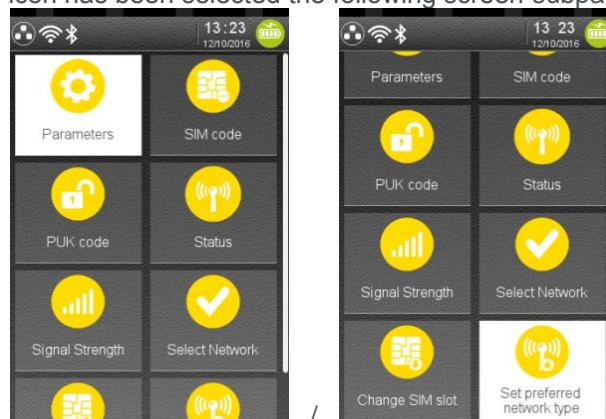 icon has been selected the following screen subpa
13:23
12/10/2016
Parameters
SIM code
PUK code
Status
Signal Strength
Select Network
/
13 23
12/10/2016
Parameters
SIM code
PUK code
Status
Signal Strength
Select Network
Change SIM slot
Set preferred
network type